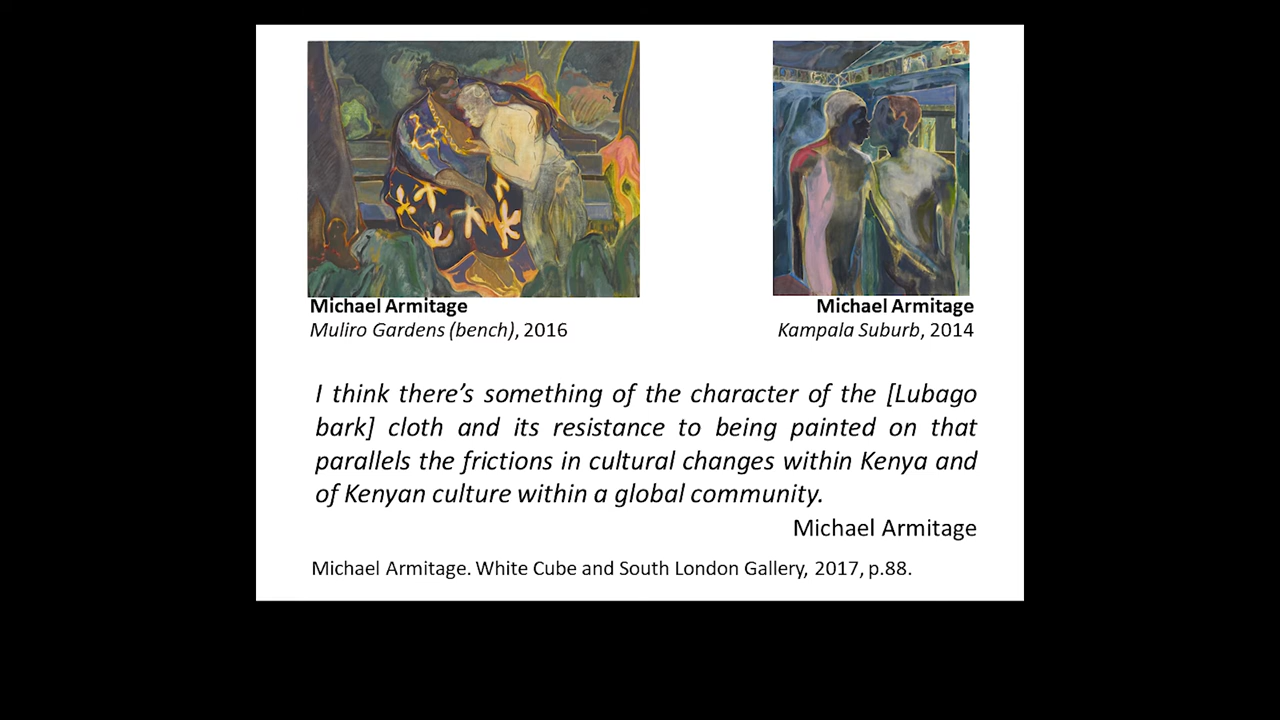 Michael Armitage
Muliro Gardens (bench), 2016
Michael Armitage
Kampala Suburb, 2014
I think there’s something of the character of the [Lubago
bark] cloth and its resistance to being painted on that
parallels the frictions in cultural changes within Kenya and
of Kenyan culture within a global community.
Michael Armitage
Michael Armitage. White Cube and South London Gallery, 2017, p.88.